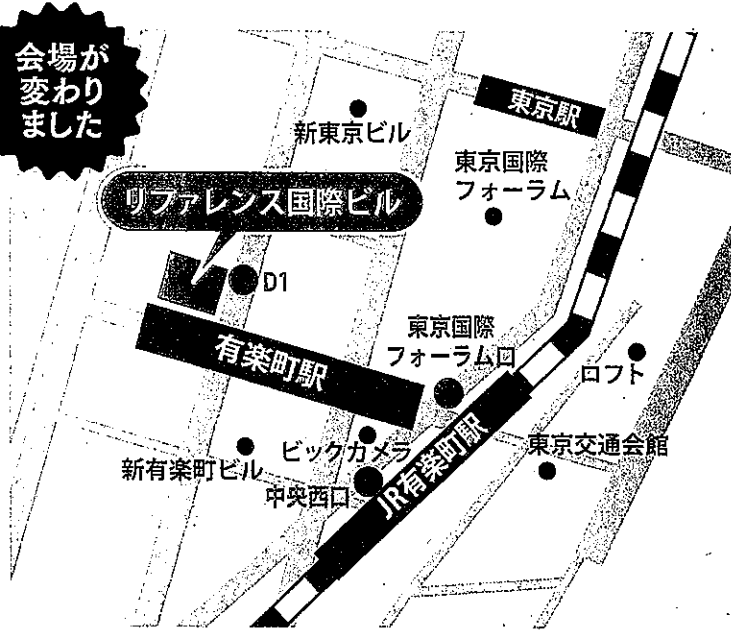 会場が
変わり
ました
東京駅
新東京ビル
東京国際
フォーラム
リファレンス国際ビル
D1
有楽町駅
東京国際
フォーラム口
ロフト
ビックカメラ
新有楽町ビル
中央西口
JR有楽町駅
東京交通会館